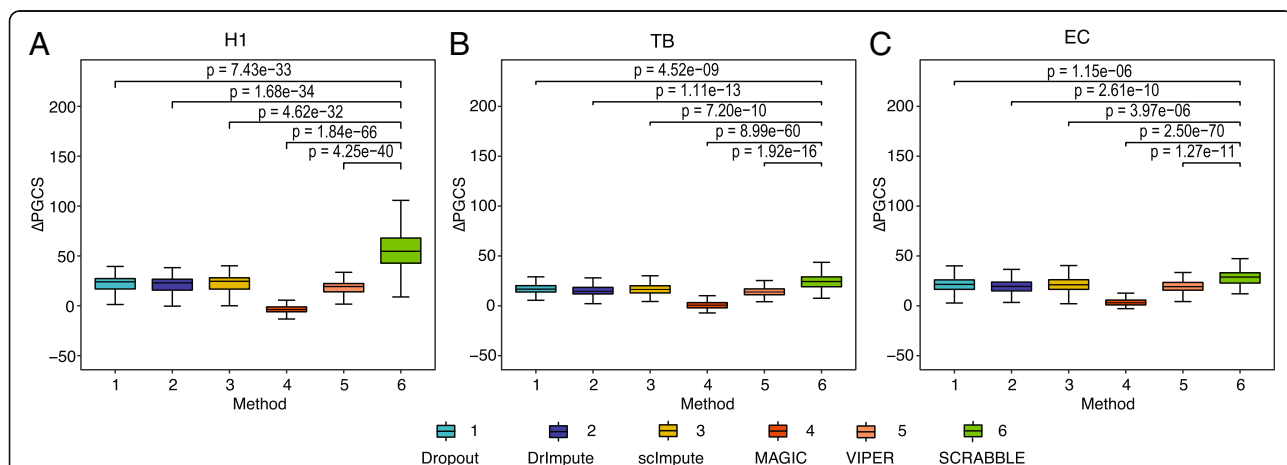 A
H1
p = 7.43e−33
p = 1.68e−34
p = 4.62e−32
p = 1.84e−66
p = 4.25e−40
200
150
100
50
0
−50
ΔPGCS
1 2 3 4 5 6
Method
B
TB
p = 4.52e−09
p = 1.11e−13
p = 7.20e−10
p = 8.99e−60
p = 1.92e−16
200
150
100
50
0
−50
ΔPGCS
1 2 3 4 5 6
Method
C
EC
p = 1.15e−06
p = 2.61e−10
p = 3.97e−06
p = 2.50e−70
p = 1.27e−11
200
150
100
50
0
−50
ΔPGCS
1 2 3 4 5 6
Method
1 2 3 4 5 6
Dropout DrImpute scImpute MAGIC VIPER SCRABBLE